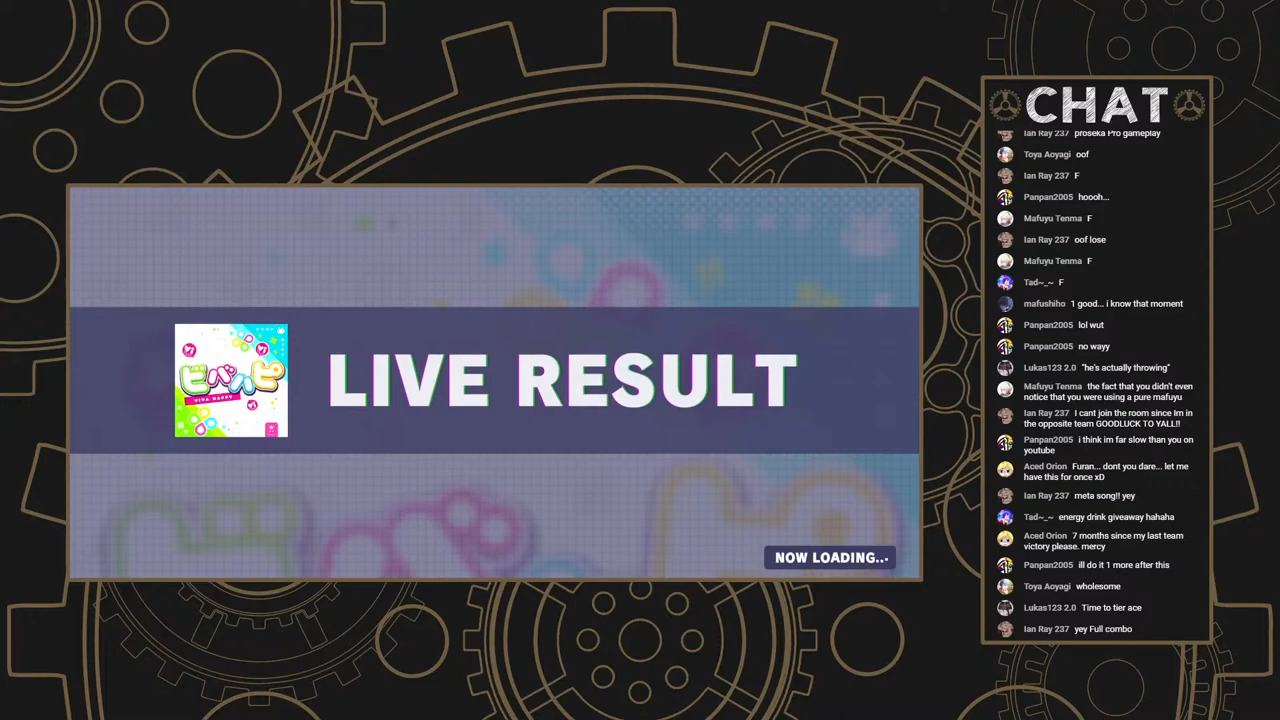 CHAT
Ian Ray 237 proseka Pro gameplay
Toya Aoyagi oof
Ian Ray 237 F
Panpan2005 hoooh...
Mafuyu Tenma F
Ian Ray 237 oof lose
Mafuyu Tenma F
Tad~_~ F
mafushiho 1 good... i know that moment
Panpan2005 lol wut
Panpan2005 no wayy
Lukas123 2.0 "he's actually throwing"
Mafuyu Tenma the fact that you didn't even
notice that you were using a pure mafuyu
Ian Ray 237 I cant join the room since Im in
the opposite team GOODLUCK TO YALL!!
Panpan2005 i think im far slow than you on
youtube
Aced Orion Furan... dont you dare... let me
have this for once xD
Ian Ray 237 meta song!! yey
Tad~_~ energy drink giveaway hahaha
Aced Orion 7 months since my last team
victory please. mercy
Panpan2005 ill do it 1 more after this
Toya Aoyagi wholesome
Lukas123 2.0 Time to tier ace
Ian Ray 237 yey Full combo
ビバハピ
VIVA HAPPY
LIVE RESULT
NOW LOADING...